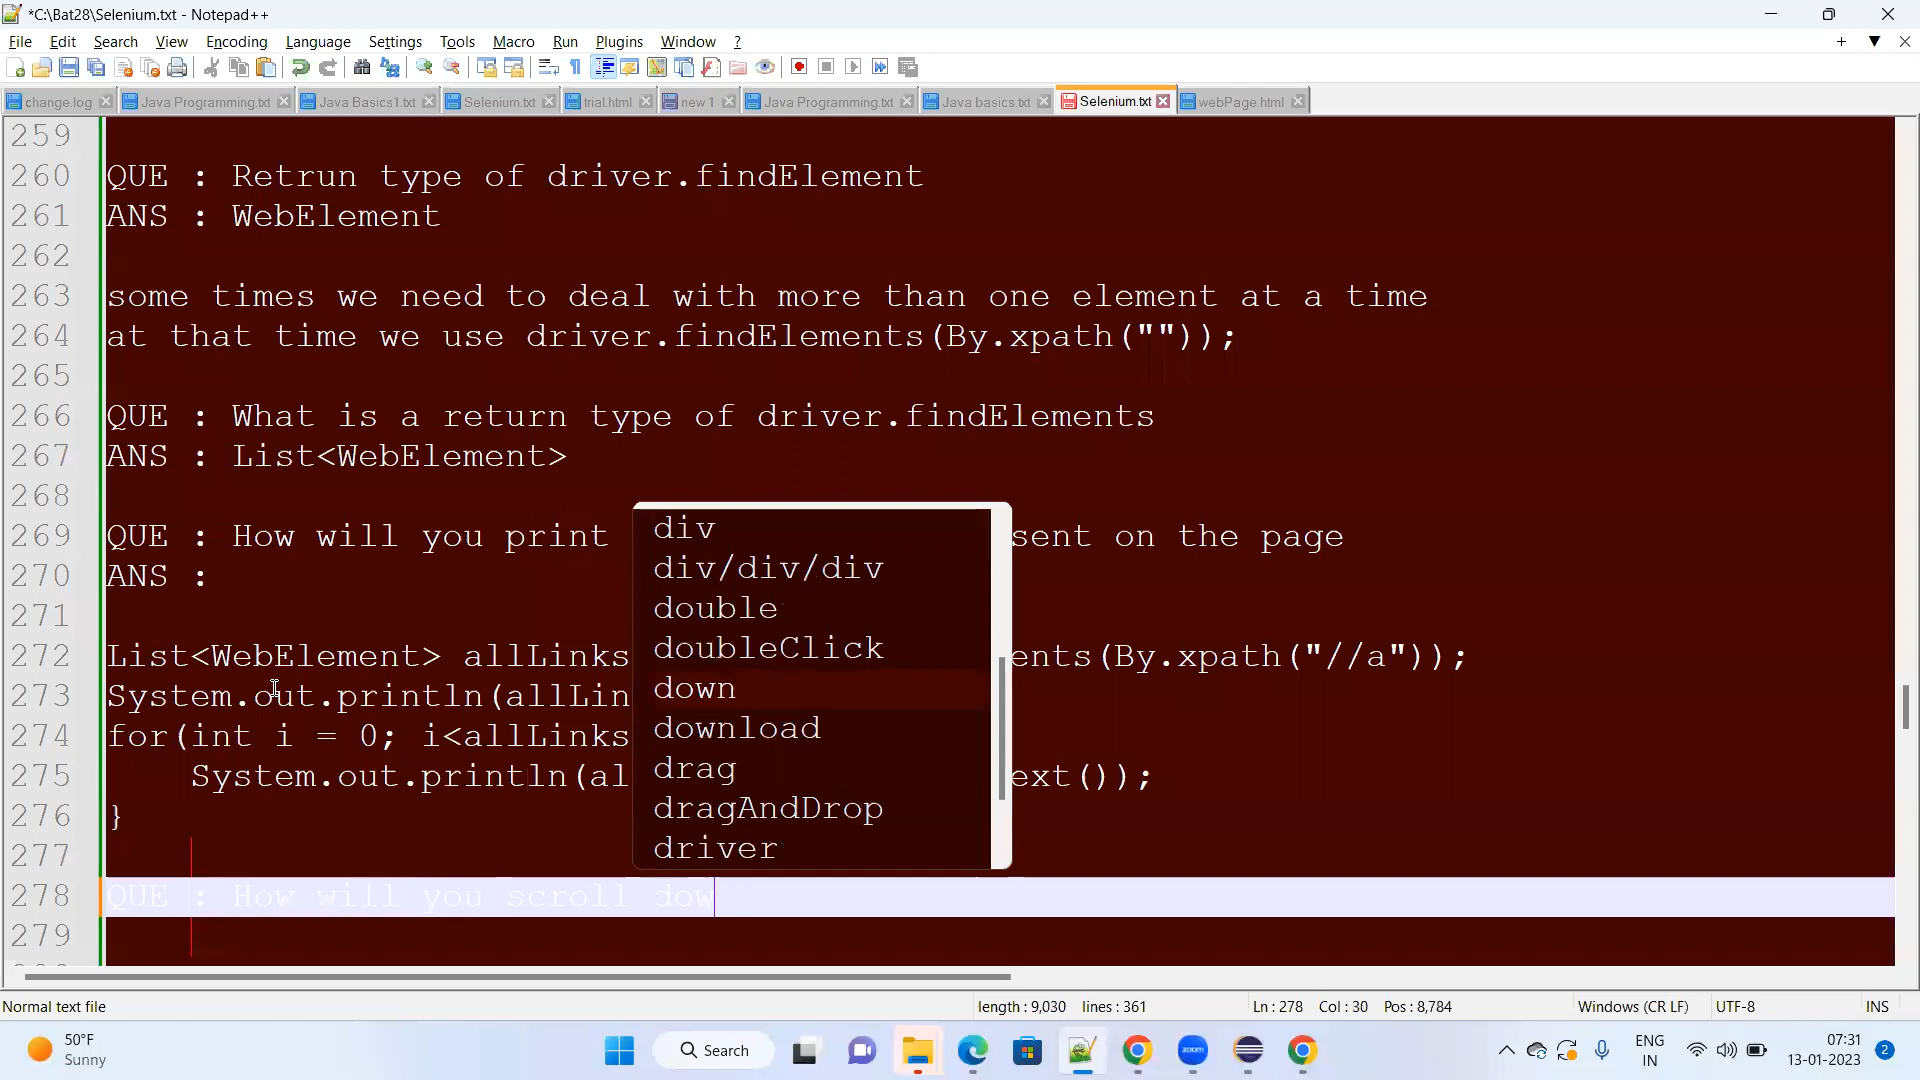 *C:\Bat28\Selenium.txt - Notepad++
File Edit Search View Encoding Language Settings Tools Macro Run Plugins Window ?
change.log Java Programming.txt Java Basics1.txt Selenium.txt trial.html new 1 Java Programming.txt Java basics.txt Selenium.txt webPage.html
259
260 QUE : Retrun type of driver.findElement
261 ANS : WebElement
262
263 some times we need to deal with more than one element at a time
264 at that time we use driver.findElements(By.xpath(""));
265
266 QUE : What is a return type of driver.findElements
267 ANS : List<WebElement>
268
269 QUE : How will you print sent on the page
270 ANS :
271
272 List<WebElement> allLinks ents(By.xpath("//a"));
273 System.out.println(allLin
274 for(int i = 0; i<allLinks
275 System.out.println(al ext());
276 }
277
278 QUE : How will you scroll dow
279
div
div/div/div
double
doubleClick
down
download
drag
dragAndDrop
driver
Normal text file length : 9,030 lines : 361 Ln : 278 Col : 30 Pos : 8,784 Windows (CR LF) UTF-8 INS
50°F
Sunny
Search
zoom
ENG
IN
07:31
13-01-2023
2